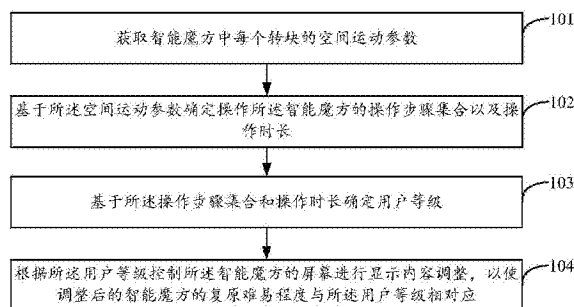 获取智能魔方中每个转块的空间运动参数
101
基于所述空间运动参数确定操作所述智能魔方的操作步骤集合以及操
作时长
102
基于所述操作步骤集合和操作时长确定用户等级
103
根据所述用户等级控制所述智能魔方的屏幕进行显示内容调整，以使
调整后的智能魔方的复原难易程度与所述用户等级相对应
104